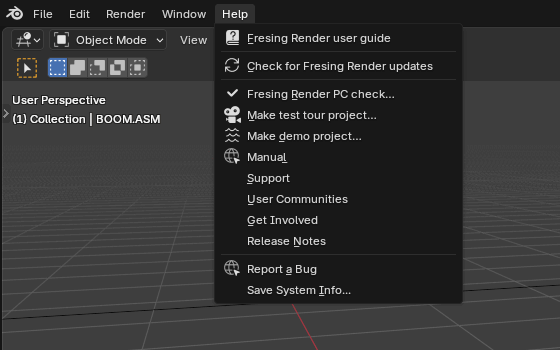 File Edit Render Window Help
Object Mode View
User Perspective
(1) Collection | BOOM.ASM
Fresing Render user guide
Check for Fresing Render updates
Fresing Render PC check...
Make test tour project...
Make demo project...
Manual
Support
User Communities
Get Involved
Release Notes
Report a Bug
Save System Info...